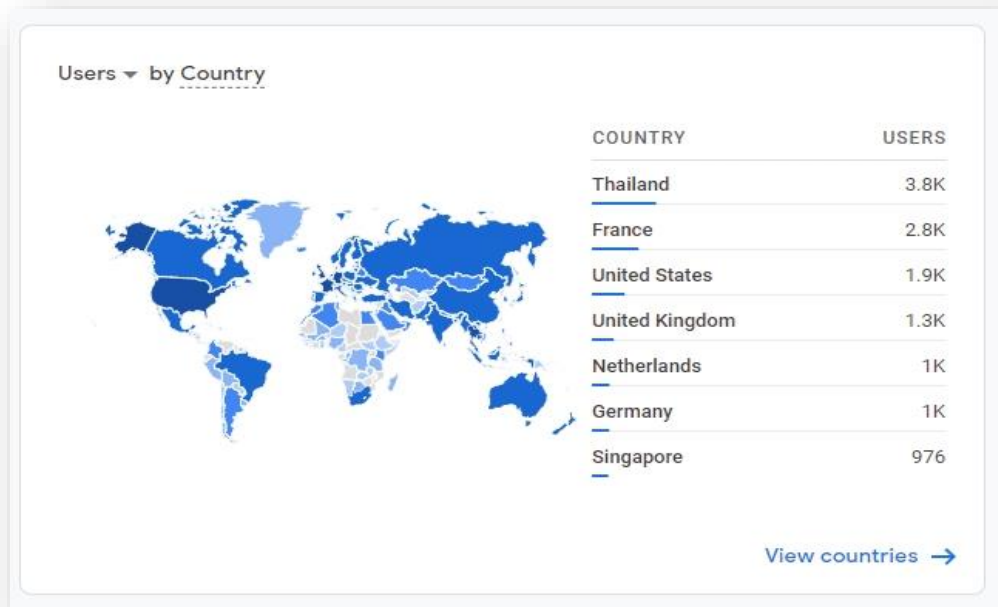 Users by Country
COUNTRY USERS
Thailand 3.8K
France 2.8K
United States 1.9K
United Kingdom 1.3K
Netherlands 1K
Germany 1K
Singapore 976
View countries